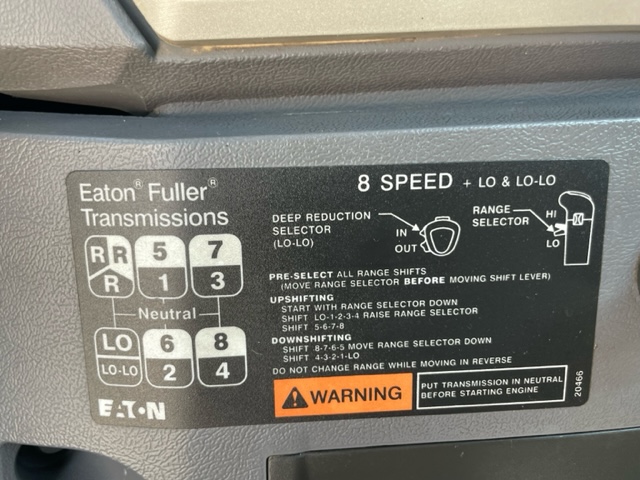 Eaton® Fuller®
Transmissions
8 SPEED + LO & LO-LO
DEEP REDUCTION
SELECTOR
(LO-LO)
IN
OUT
RANGE
SELECTOR
HI
LO
R R 5 7
R 1 3
Neutral
LO 6 8
LO-LO 2 4
PRE-SELECT ALL RANGE SHIFTS
(MOVE RANGE SELECTOR BEFORE MOVING SHIFT LEVER)
UPSHIFTING
START WITH RANGE SELECTOR DOWN
SHIFT LO-1-2-3-4 RAISE RANGE SELECTOR
SHIFT 5-6-7-8
DOWNSHIFTING
SHIFT 8-7-6-5 MOVE RANGE SELECTOR DOWN
SHIFT 4-3-2-1-LO
DO NOT CHANGE RANGE WHILE MOVING IN REVERSE
EATON
WARNING
PUT TRANSMISSION IN NEUTRAL
BEFORE STARTING ENGINE
20466